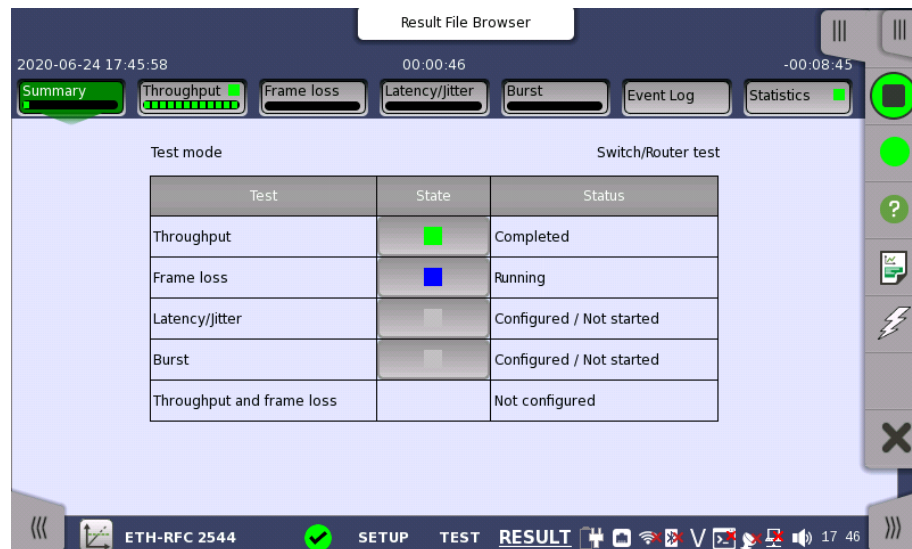 Result File Browser
2020-06-24 17:45:58 00:00:46 -00:08:45
Summary Throughput Frame loss Latency/Jitter Burst Event Log Statistics
Test mode Switch/Router test
Test State Status
Throughput Completed
Frame loss Running
Latency/Jitter Configured / Not started
Burst Configured / Not started
Throughput and frame loss Not configured
ETH-RFC 2544 SETUP TEST RESULT V 17 46